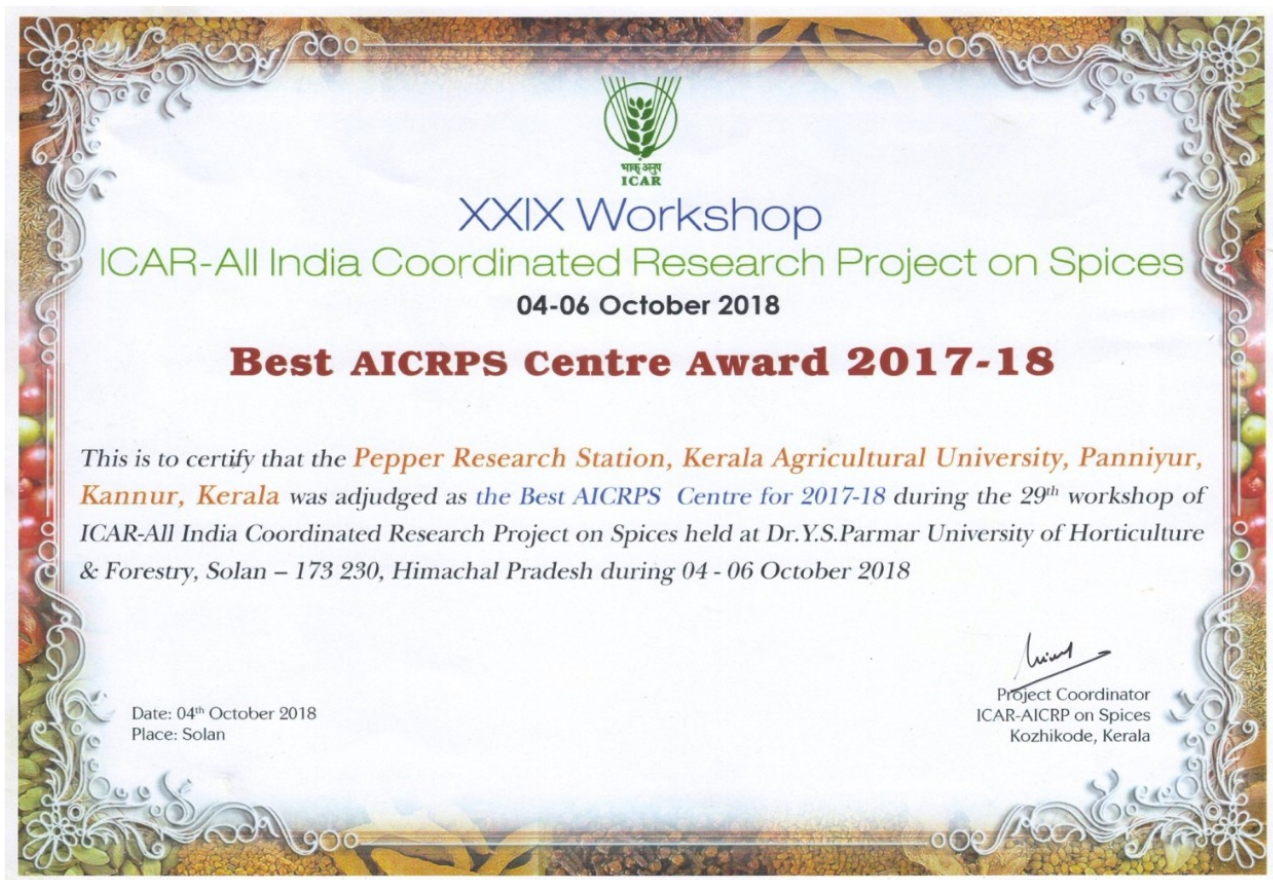 भाकृअनुप
ICAR
XXIX Workshop
ICAR-All India Coordinated Research Project on Spices
04-06 October 2018
Best AICRPS Centre Award 2017-18
This is to certify that the Pepper Research Station, Kerala Agricultural University, Panniyur,
Kannur, Kerala was adjudged as the Best AICRPS Centre for 2017-18 during the 29th workshop of
ICAR-All India Coordinated Research Project on Spices held at Dr.Y.S.Parmar University of Horticulture
& Forestry, Solan – 173 230, Himachal Pradesh during 04 - 06 October 2018
Date: 04th October 2018
Place: Solan
Project Coordinator
ICAR-AICRP on Spices
Kozhikode, Kerala